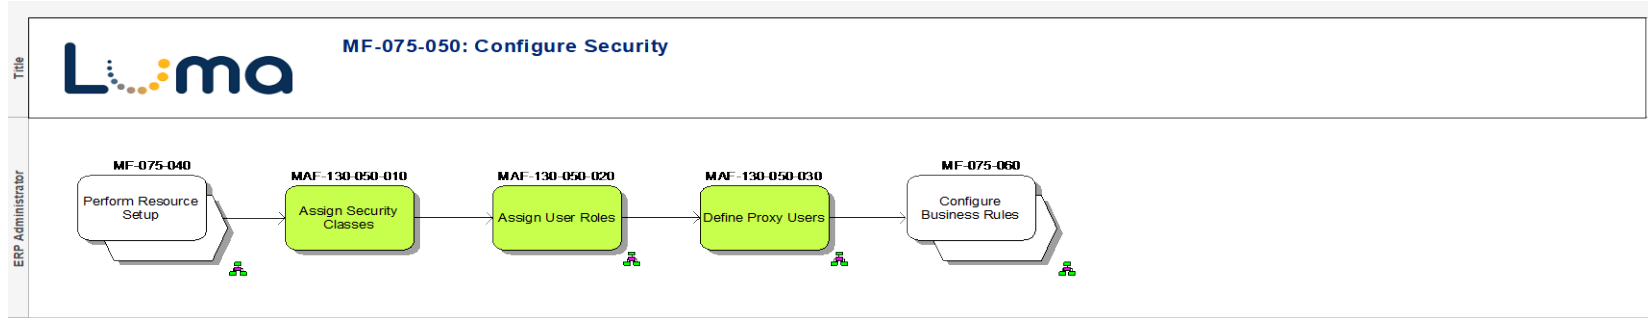 Title
Luma
MF-075-050: Configure Security
ERP Administrator
MF-075-040
Perform Resource
Setup
MAF-130-050-010
Assign Security
Classes
MAF-130-050-020
Assign User Roles
MAF-130-050-030
Define Proxy Users
MF-075-060
Configure
Business Rules